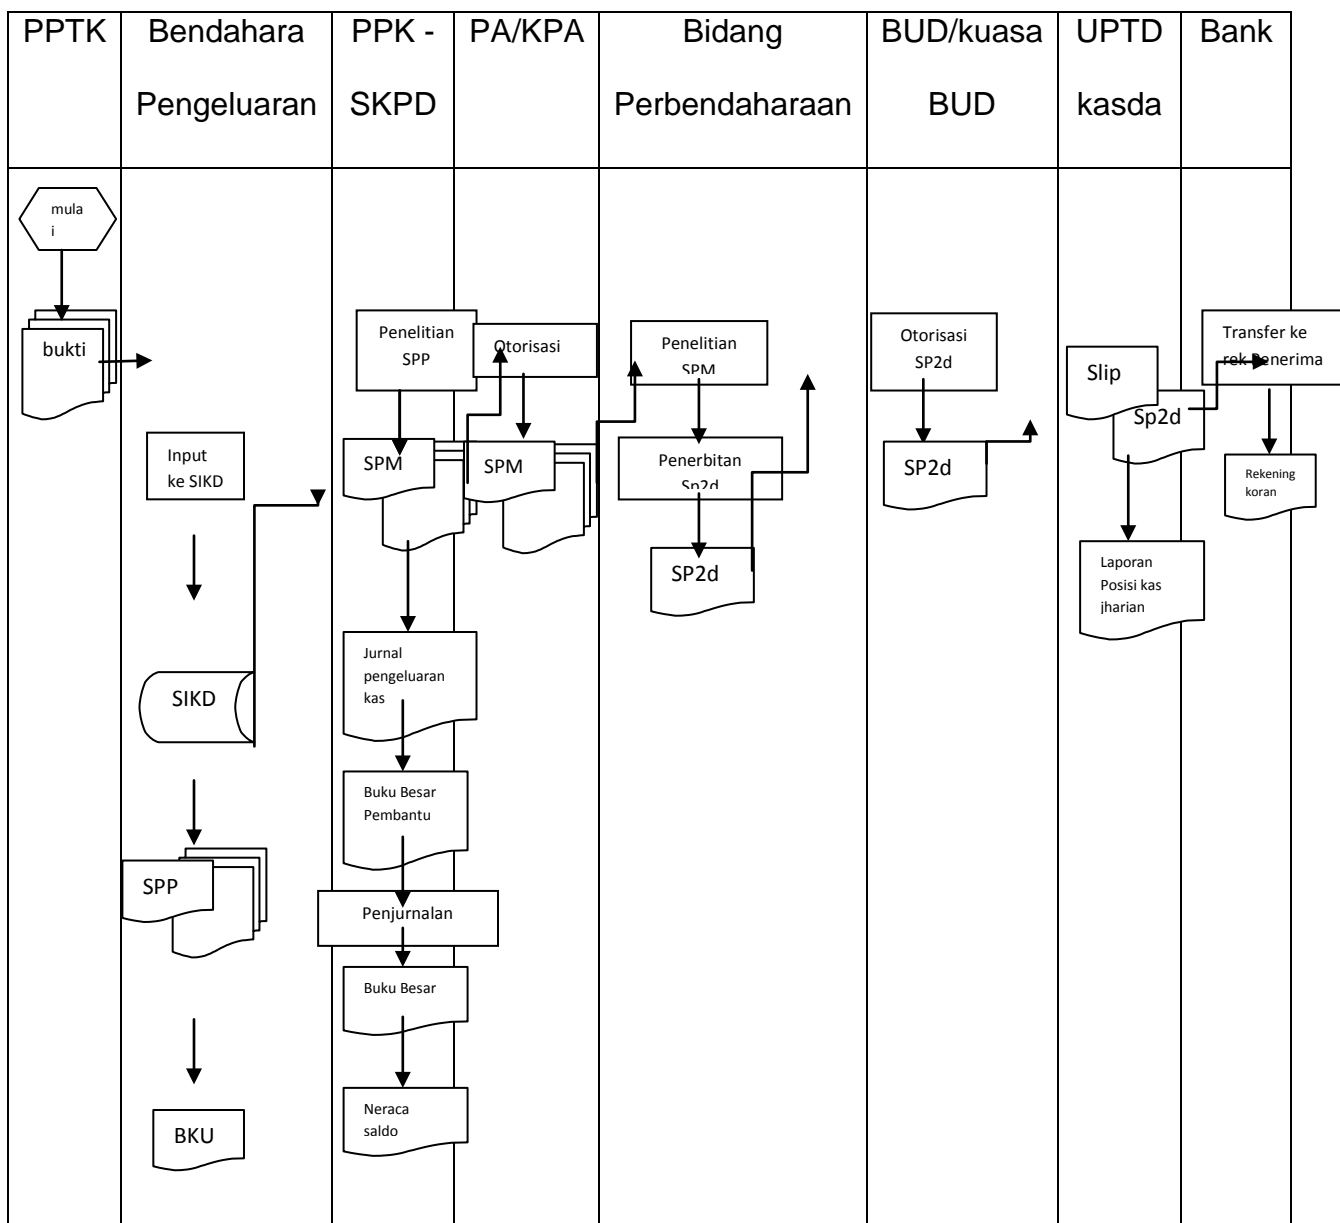 PPTK
Bendahara
Pengeluaran
PPK -
SKPD
PA/KPA
Bidang
Perbendaharaan
BUD/kuasa
BUD
UPTD
kasda
Bank
mula
i
bukti
Input
ke SIKD
SIKD
SPP
BKU
Penelitian
SPP
SPM
Jurnal
pengeluaran
kas
Buku Besar
Pembantu
Penjurnalan
Buku Besar
Neraca
saldo
Otorisasi
SPM
Penelitian
SPM
Penerbitan
Sp2d
SP2d
Otorisasi
SP2d
SP2d
Slip
Sp2d
Laporan
Posisi kas
jharian
Transfer ke
rek Penerima
Rekening
koran